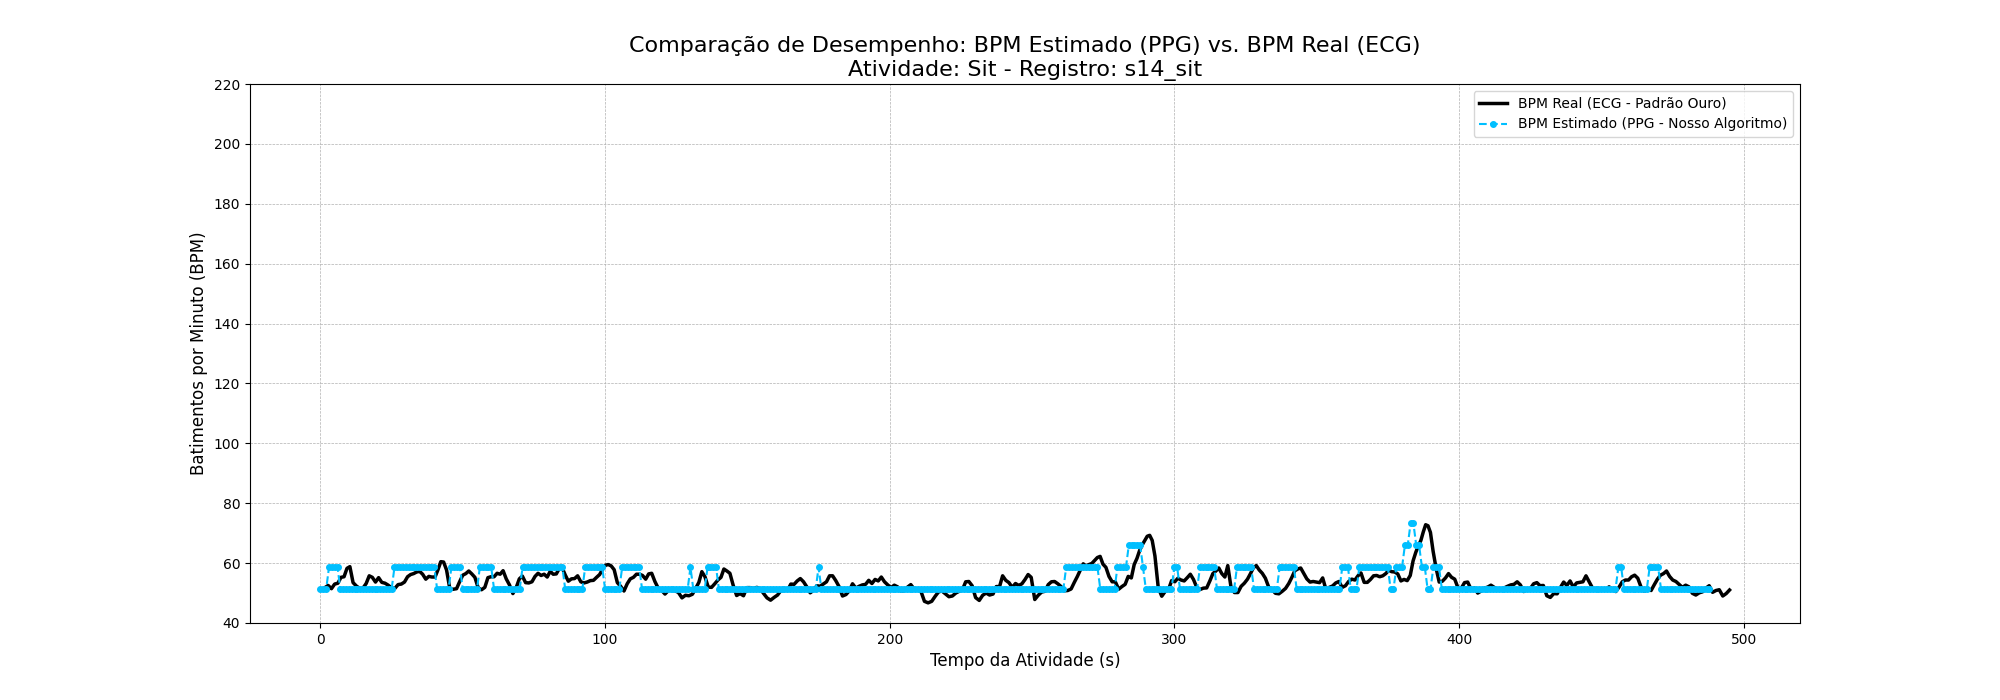 Comparação de Desempenho: BPM Estimado (PPG) vs. BPM Real (ECG)
Atividade: Sit - Registro: s14_sit
BPM Real (ECG - Padrão Ouro)
BPM Estimado (PPG - Nosso Algoritmo)
Batimentos por Minuto (BPM)
220
200
180
160
140
120
100
80
60
40
0
100
200
300
400
500
Tempo da Atividade (s)